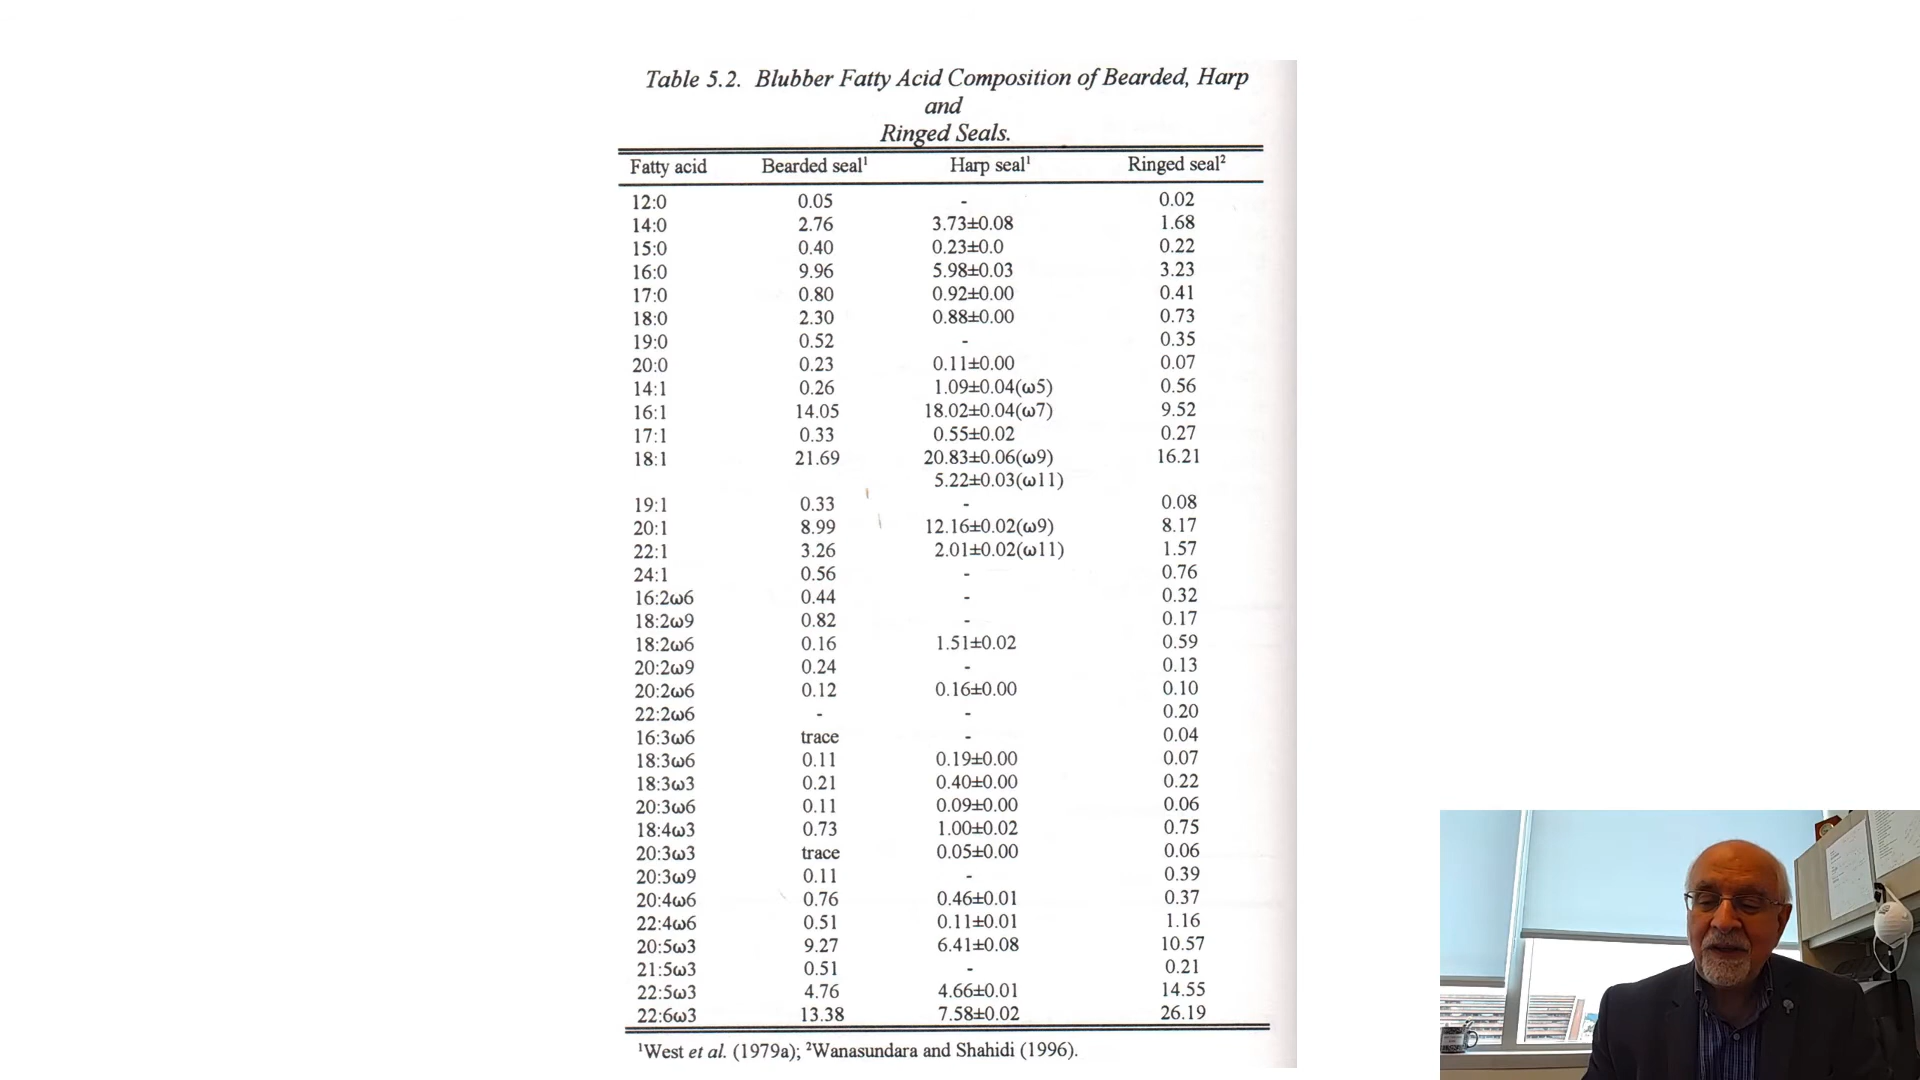 Table 5.2. Blubber Fatty Acid Composition of Bearded, Harp
and
Ringed Seals.
Fatty acid Bearded seal¹ Harp seal¹ Ringed seal²
12:0 0.05 - 0.02
14:0 2.76 3.73±0.08 1.68
15:0 0.40 0.23±0.0 0.22
16:0 9.96 5.98±0.03 3.23
17:0 0.80 0.92±0.00 0.41
18:0 2.30 0.88±0.00 0.73
19:0 0.52 - 0.35
20:0 0.23 0.11±0.00 0.07
14:1 0.26 1.09±0.04(ω5) 0.56
16:1 14.05 18.02±0.04(ω7) 9.52
17:1 0.33 0.55±0.02 0.27
18:1 21.69 20.83±0.06(ω9) 16.21
5.22±0.03(ω11)
19:1 0.33 - 0.08
20:1 8.99 12.16±0.02(ω9) 8.17
22:1 3.26 2.01±0.02(ω11) 1.57
24:1 0.56 - 0.76
16:2ω6 0.44 - 0.32
18:2ω9 0.82 - 0.17
18:2ω6 0.16 1.51±0.02 0.59
20:2ω9 0.24 - 0.13
20:2ω6 0.12 0.16±0.00 0.10
22:2ω6 - - 0.20
16:3ω6 trace - 0.04
18:3ω6 0.11 0.19±0.00 0.07
18:3ω3 0.21 0.40±0.00 0.22
20:3ω6 0.11 0.09±0.00 0.06
18:4ω3 0.73 1.00±0.02 0.75
20:3ω3 trace 0.05±0.00 0.06
20:3ω9 0.11 - 0.39
20:4ω6 0.76 0.46±0.01 0.37
22:4ω6 0.51 0.11±0.01 1.16
20:5ω3 9.27 6.41±0.08 10.57
21:5ω3 0.51 - 0.21
22:5ω3 4.76 4.66±0.01 14.55
22:6ω3 13.38 7.58±0.02 26.19
¹West et al. (1979a); ²Wanasundara and Shahidi (1996).